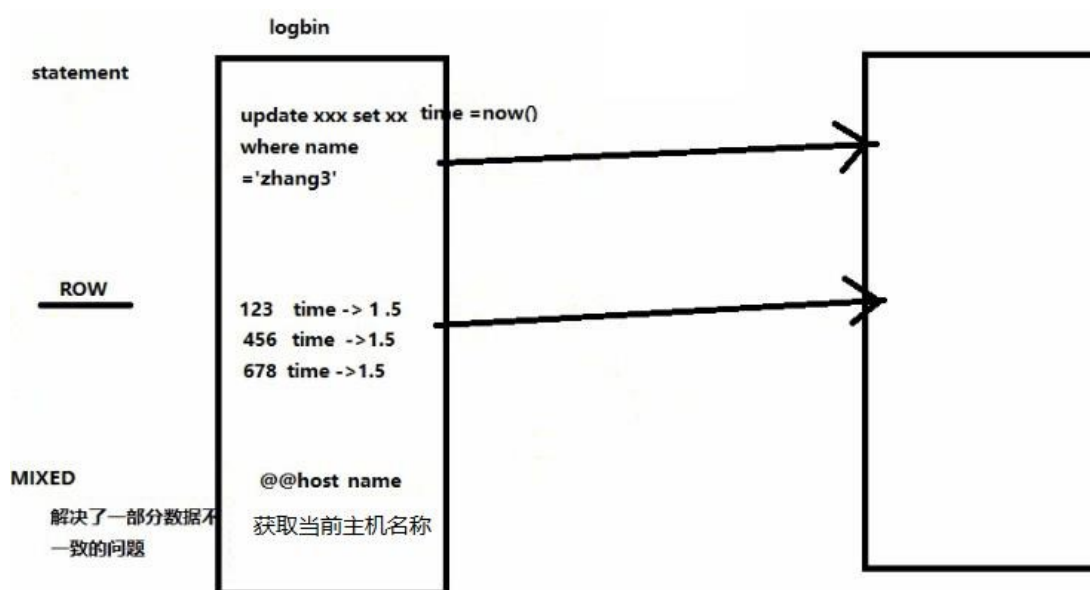 logbin
statement
update xxx set xx time =now()
where name
='zhang3'
ROW
123 time -> 1 .5
456 time ->1.5
678 time ->1.5
MIXED
@@host name
解决了一部分数据不
一致的问题
获取当前主机名称